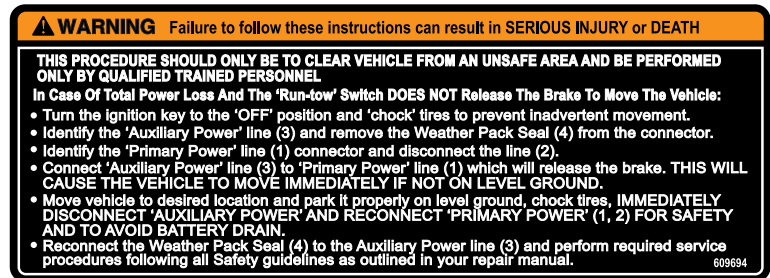 WARNING Failure to follow these instructions can result in SERIOUS INJURY or DEATH
THIS PROCEDURE SHOULD ONLY BE TO CLEAR VEHICLE FROM AN UNSAFE AREA AND BE PERFORMED
ONLY BY QUALIFIED TRAINED PERSONNEL
In Case Of Total Power Loss And The 'Run-tow' Switch DOES NOT Release The Brake To Move The Vehicle:
• Turn the ignition key to the 'OFF' position and 'chock' tires to prevent inadvertent movement.
• Identify the 'Auxiliary Power' line (3) and remove the Weather Pack Seal (4) from the connector.
• Identify the 'Primary Power' line (1) connector and disconnect the line (2).
• Connect 'Auxiliary Power' line (3) to 'Primary Power' line (1) which will release the brake. THIS WILL
CAUSE THE VEHICLE TO MOVE IMMEDIATELY IF NOT ON LEVEL GROUND.
• Move vehicle to desired location and park it properly on level ground, chock tires, IMMEDIATELY
DISCONNECT 'AUXILIARY POWER' AND RECONNECT 'PRIMARY POWER' (1, 2) FOR SAFETY
AND TO AVOID BATTERY DRAIN.
• Reconnect the Weather Pack Seal (4) to the Auxiliary Power line (3) and perform required service
procedures following all Safety guidelines as outlined in your repair manual.
609694